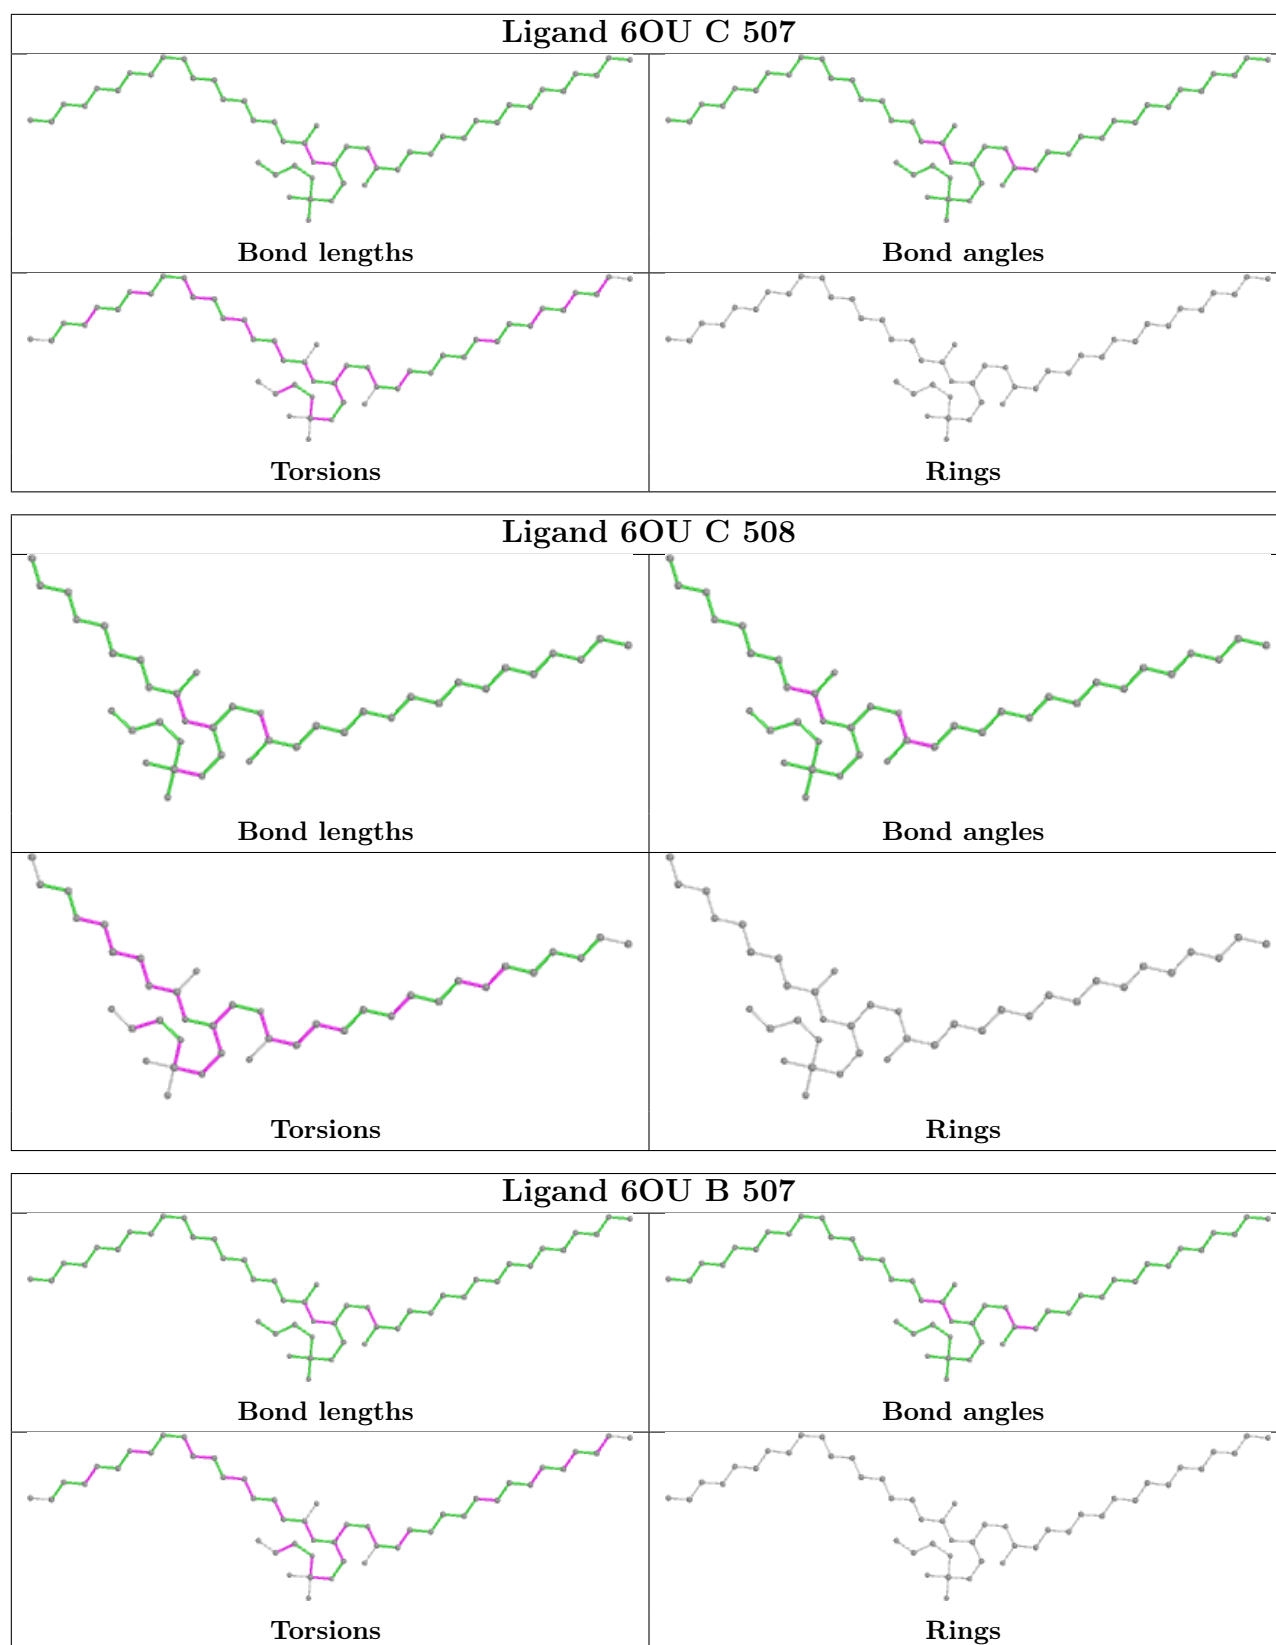 Ligand 6OU C 507
Bond lengths
Bond angles
Torsions
Rings
Ligand 6OU C 508
Bond lengths
Bond angles
Torsions
Rings
Ligand 6OU B 507
Bond lengths
Bond angles
Torsions
Rings